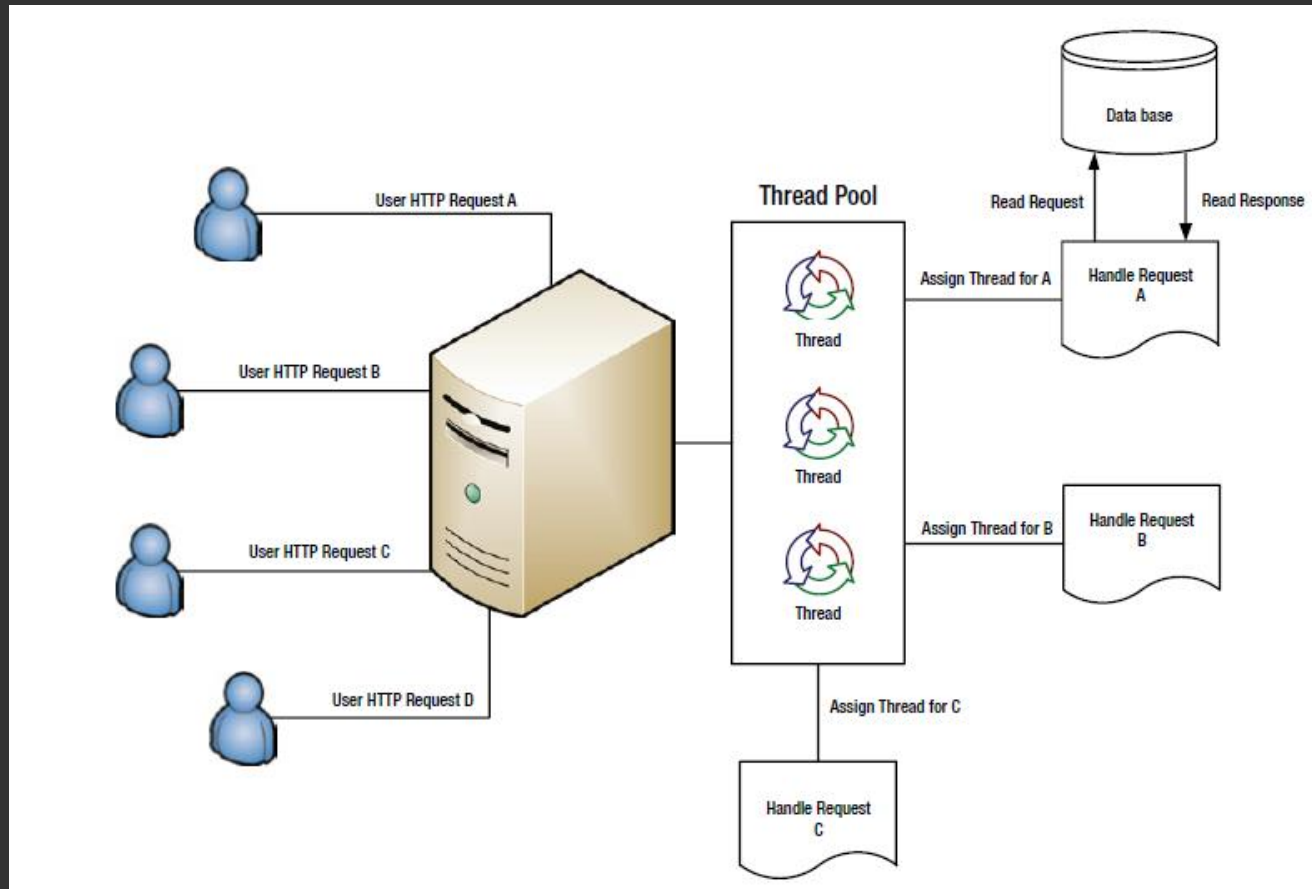 Data base
Thread Pool
User HTTP Request A
Read Request
Read Response
Assign Thread for A
Handle Request
A
Thread
User HTTP Request B
Thread
Assign Thread for B
Handle Request
B
User HTTP Request C
Thread
User HTTP Request D
Assign Thread for C
Handle Request
C